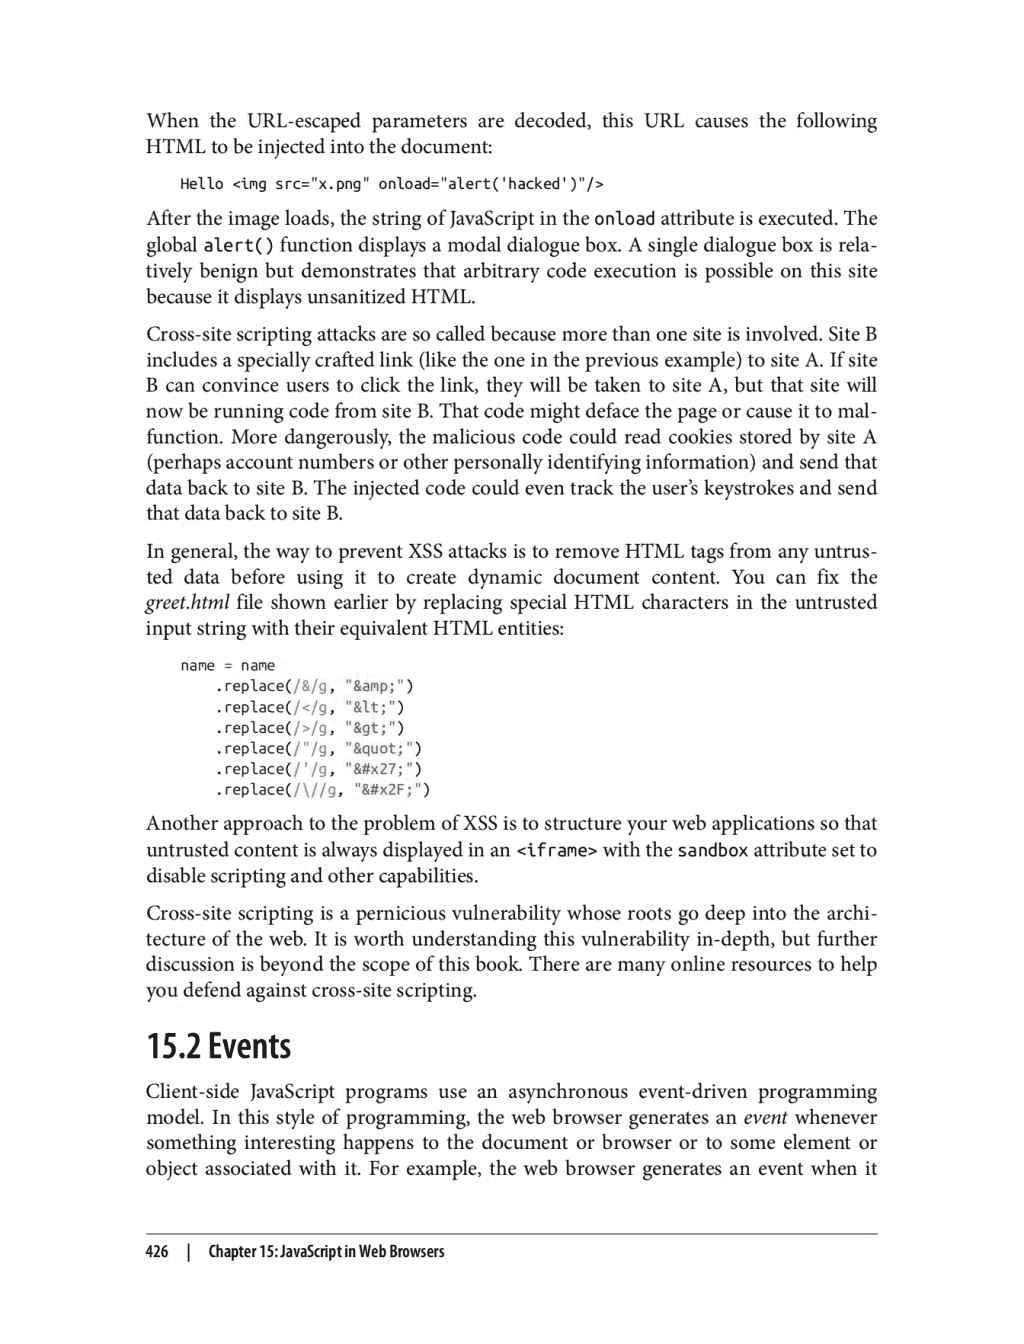 When the URL-escaped parameters are decoded, this URL causes the following
HTML to be injected into the document:
Hello <img src="x.png" onload="alert('hacked')"/>
After the image loads, the string of JavaScript in the onload attribute is executed. The
global alert() function displays a modal dialogue box. A single dialogue box is rela-
tively benign but demonstrates that arbitrary code execution is possible on this site
because it displays unsanitized HTML.
Cross-site scripting attacks are so called because more than one site is involved. Site B
includes a specially crafted link (like the one in the previous example) to site A. If site
B can convince users to click the link, they will be taken to site A, but that site will
now be running code from site B. That code might deface the page or cause it to mal-
function. More dangerously, the malicious code could read cookies stored by site A
(perhaps account numbers or other personally identifying information) and send that
data back to site B. The injected code could even track the user’s keystrokes and send
that data back to site B.
In general, the way to prevent XSS attacks is to remove HTML tags from any untrus-
ted data before using it to create dynamic document content. You can fix the
greet.html file shown earlier by replacing special HTML characters in the untrusted
input string with their equivalent HTML entities:
name = name
.replace(/&/g, "&amp;")
.replace(/</g, "&lt;")
.replace(/>/g, "&gt;")
.replace(/"/g, "&quot;")
.replace(/'/g, "&#x27;")
.replace(/\//g, "&#x2F;")
Another approach to the problem of XSS is to structure your web applications so that
untrusted content is always displayed in an <iframe> with the sandbox attribute set to
disable scripting and other capabilities.
Cross-site scripting is a pernicious vulnerability whose roots go deep into the archi-
tecture of the web. It is worth understanding this vulnerability in-depth, but further
discussion is beyond the scope of this book. There are many online resources to help
you defend against cross-site scripting.
15.2 Events
Client-side JavaScript programs use an asynchronous event-driven programming
model. In this style of programming, the web browser generates an event whenever
something interesting happens to the document or browser or to some element or
object associated with it. For example, the web browser generates an event when it
426 | Chapter 15: JavaScript in Web Browsers